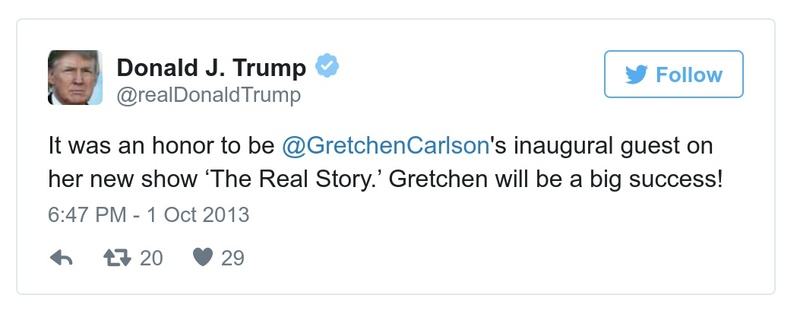 Donald J. Trump
@realDonaldTrump
Follow
It was an honor to be @GretchenCarlson's inaugural guest on
her new show ‘The Real Story.’ Gretchen will be a big success!
6:47 PM - 1 Oct 2013
20 29